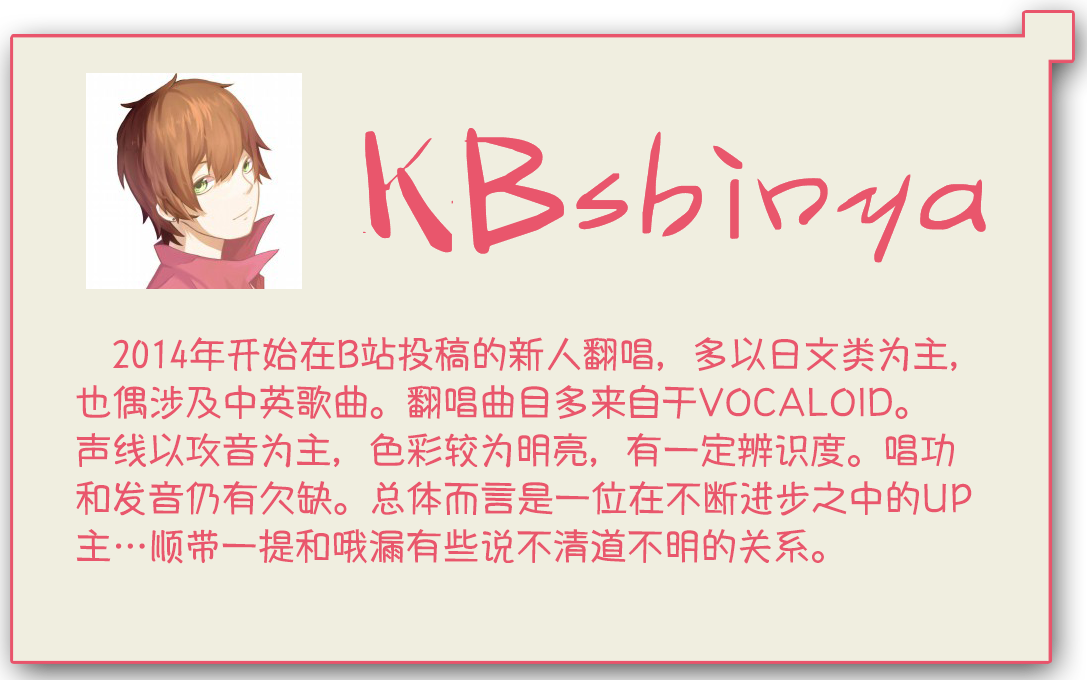 KBshinya
2014年开始在B站投稿的新人翻唱，多以日文类为主，
也偶涉及中英歌曲。翻唱曲目多来自于VOCALOID。
声线以攻音为主，色彩较为明亮，有一定辨识度。唱功
和发音仍有欠缺。总体而言是一位在不断进步之中的UP
主…顺带一提和哦漏有些说不清道不明的关系。